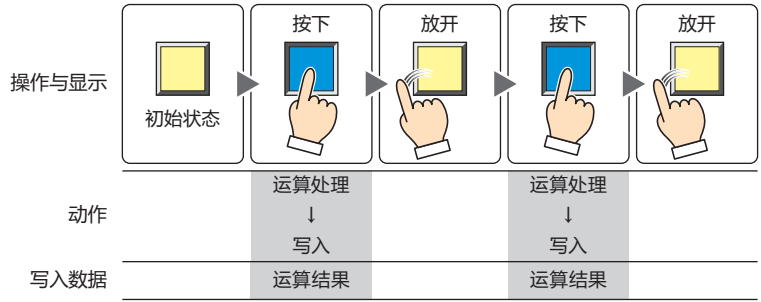 按下
放开
按下
放开
操作与显示
初始状态
运算处理
运算处理
动作
↓
↓
写入
写入
写入数据
运算结果
运算结果